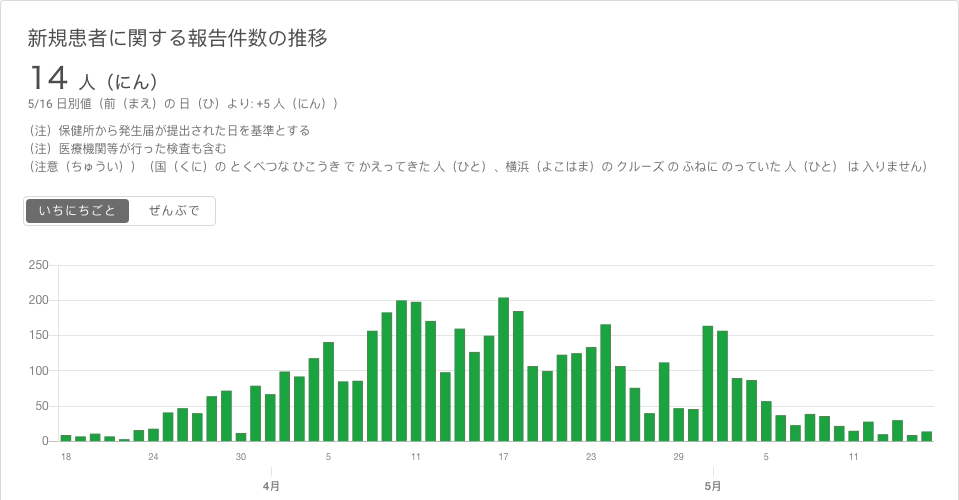 新規患者に関する報告件数の推移
14 人（にん）
5/16 日別値（前（まえ）の 日（ひ）より: +5 人（にん））
（注）保健所から発生届が提出された日を基準とする
（注）医療機関等が行った検査も含む
（注意（ちゅうい））（国（くに）の とくべつな ひこうき で かえってきた 人（ひと）、横浜（よこはま）の クルーズ の ふねに のっていた 人（ひと） は 入りません）
いちにちごと ぜんぶで
250
200
150
100
50
0
18 24 30 5 11 17 23 29 5 11
4月 5月